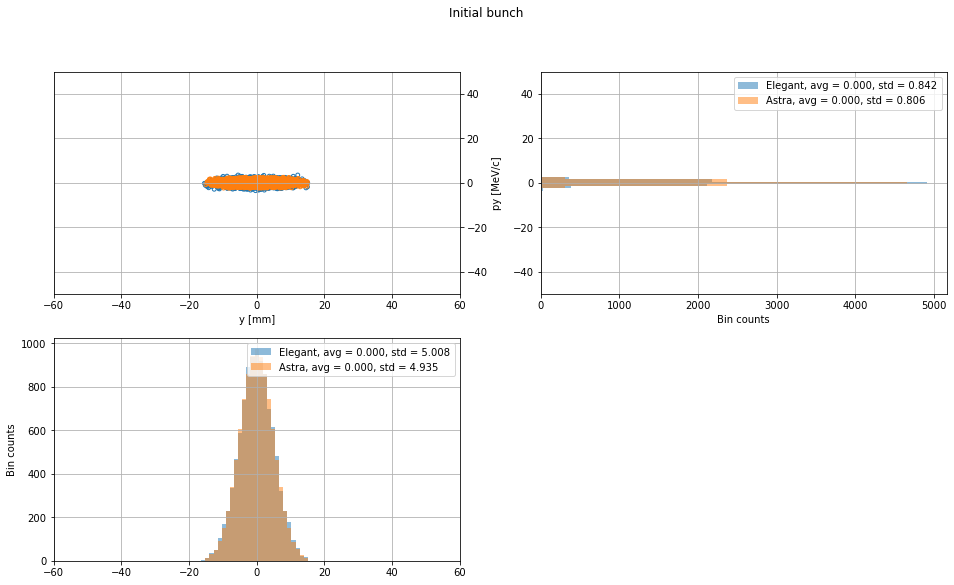 Initial bunch
40
20
0
−20
−40
−60 −40 −20 0 20 40 60
y [mm]
py [MeV/c]
40
20
0
−20
−40
0 1000 2000 3000 4000 5000
Bin counts
Elegant, avg = 0.000, std = 0.842
Astra, avg = 0.000, std = 0.806
Bin counts
1000
800
600
400
200
0
−60 −40 −20 0 20 40 60
Elegant, avg = 0.000, std = 5.008
Astra, avg = 0.000, std = 4.935